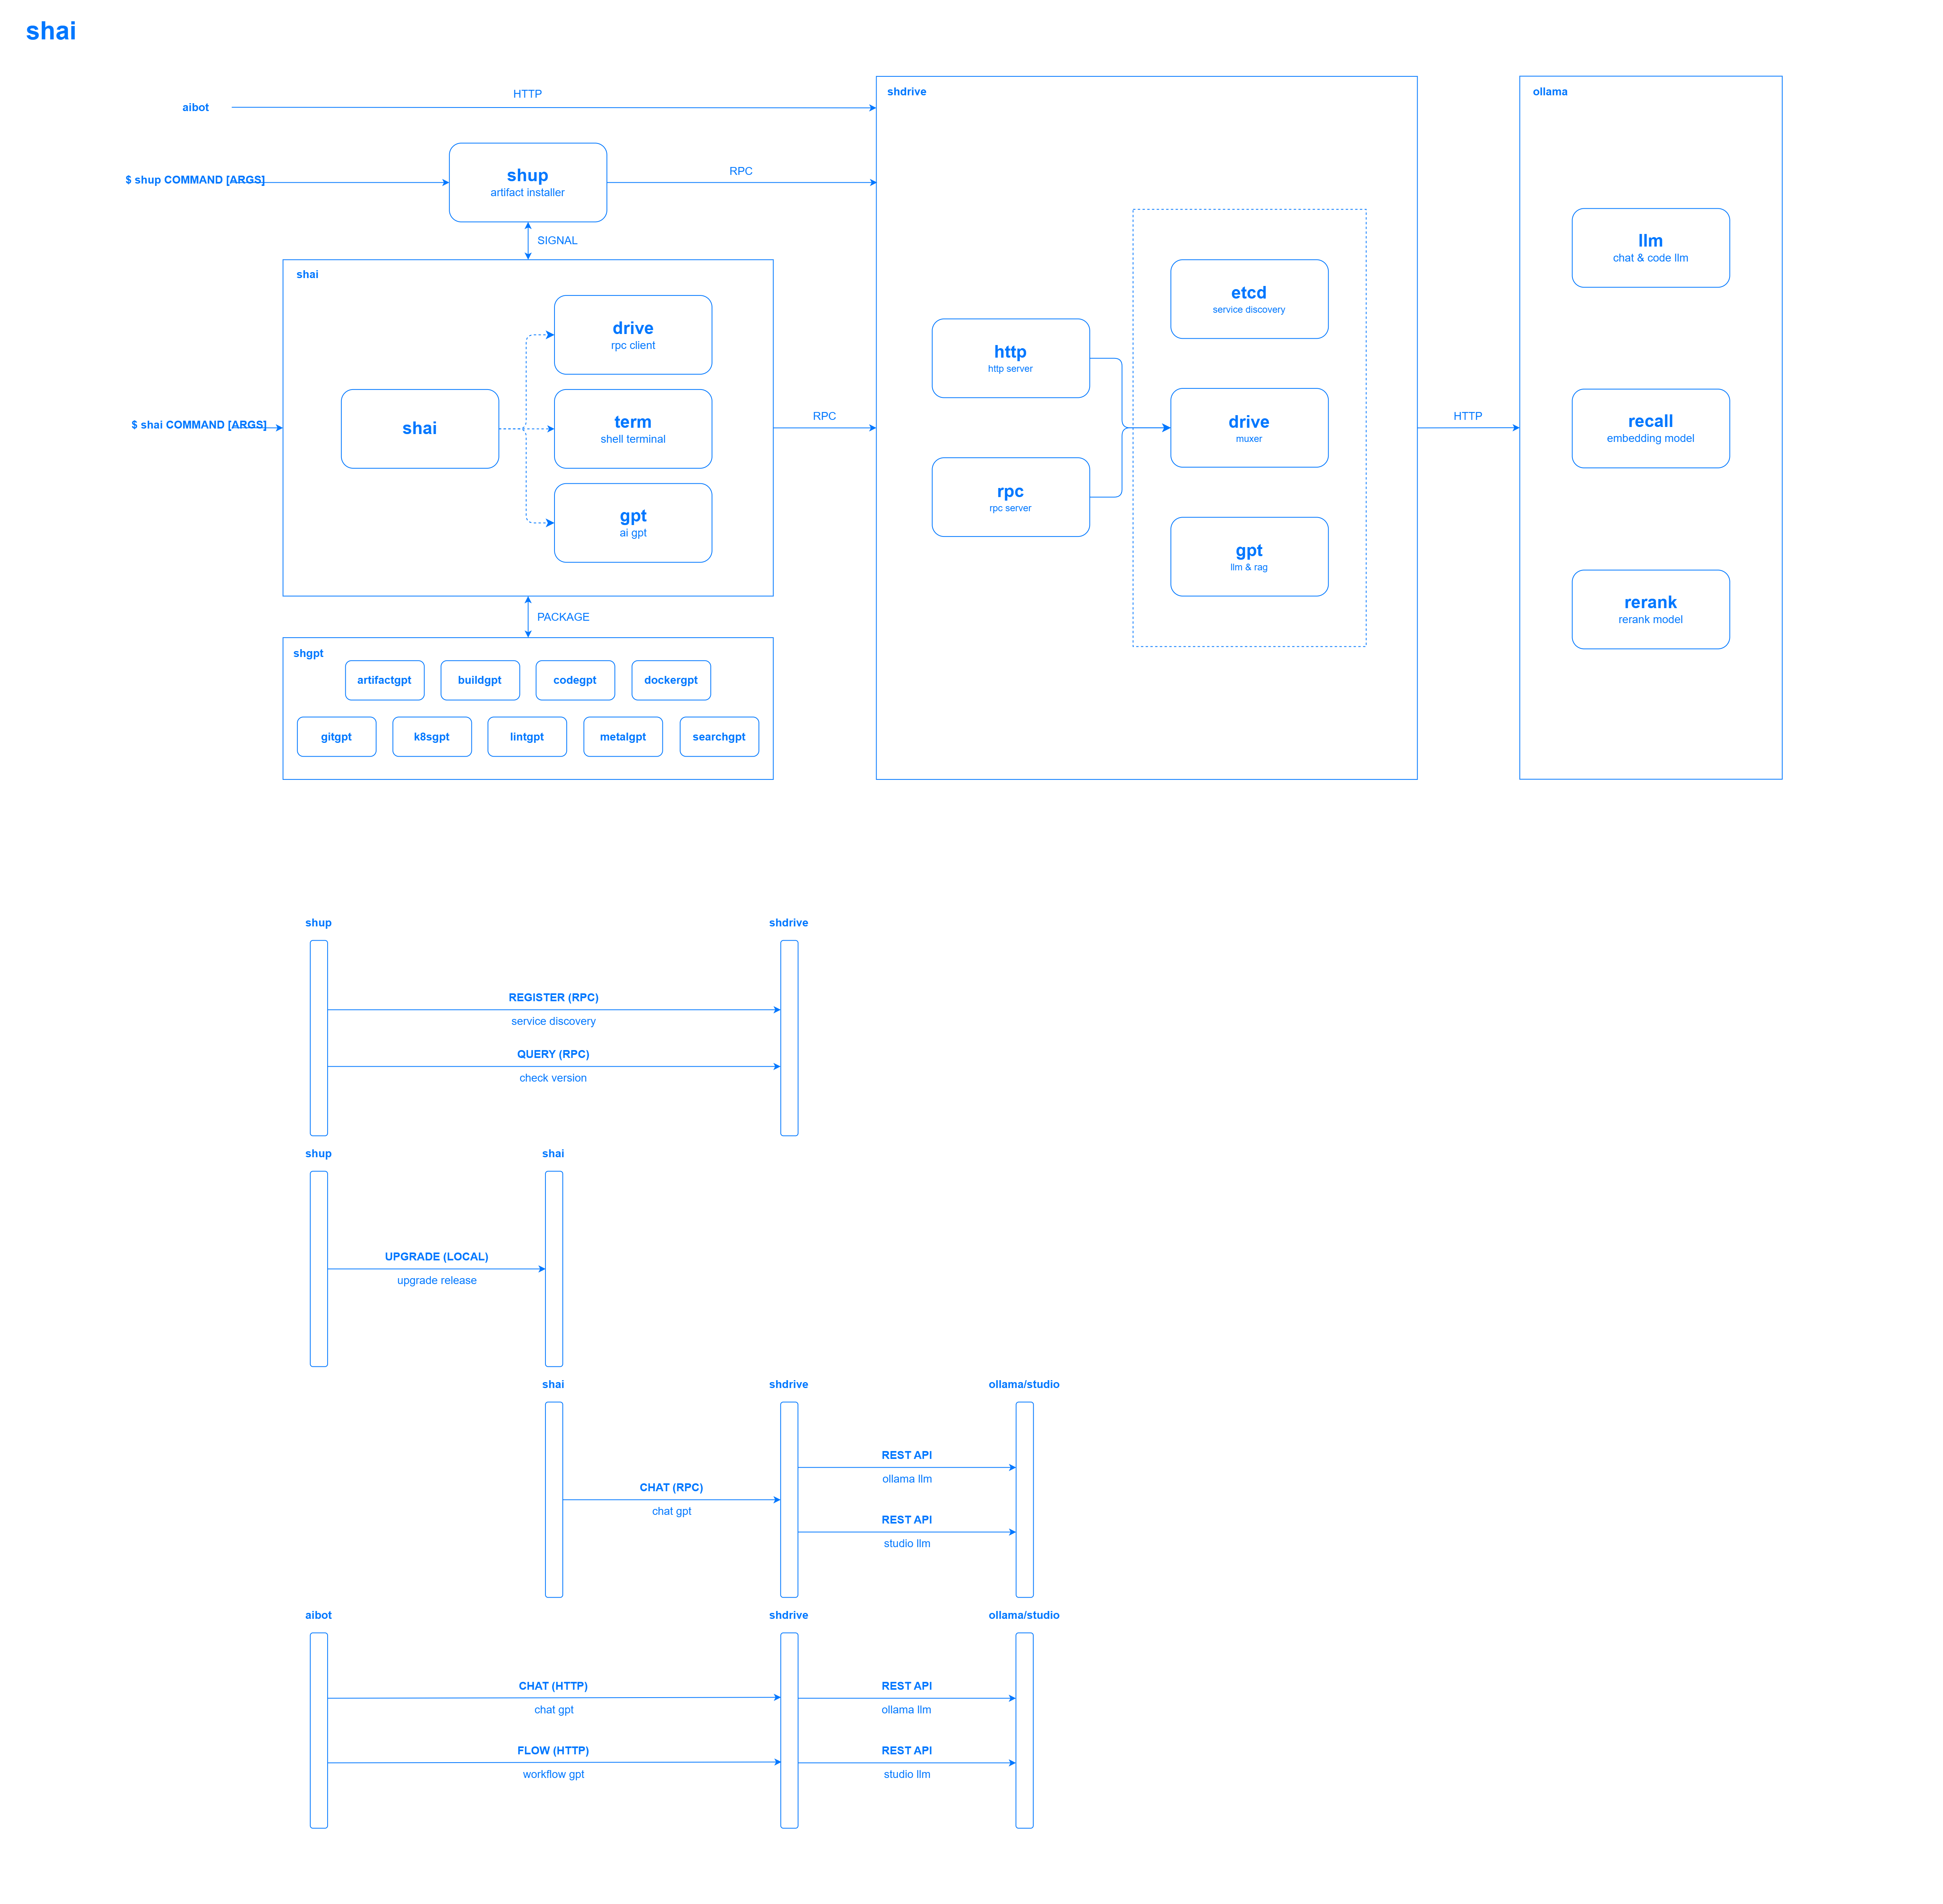 shai
aibot
HTTP
$ shup COMMAND [ARGS]
shup
artifact installer
RPC
SIGNAL
shai
$ shai COMMAND [ARGS]
shai
drive
rpc client
term
shell terminal
gpt
ai gpt
RPC
PACKAGE
shgpt
artifactgpt
buildgpt
codegpt
dockergpt
gitgpt
k8sgpt
lintgpt
metalgpt
searchgpt
shdrive
http
http server
rpc
rpc server
etcd
service discovery
drive
muxer
gpt
llm & rag
HTTP
ollama
llm
chat & code llm
recall
embedding model
rerank
rerank model
shup
shdrive
REGISTER (RPC)
service discovery
QUERY (RPC)
check version
shup
shai
UPGRADE (LOCAL)
upgrade release
shai
shdrive
ollama/studio
CHAT (RPC)
chat gpt
REST API
ollama llm
REST API
studio llm
aibot
shdrive
ollama/studio
CHAT (HTTP)
chat gpt
REST API
ollama llm
FLOW (HTTP)
workflow gpt
REST API
studio llm